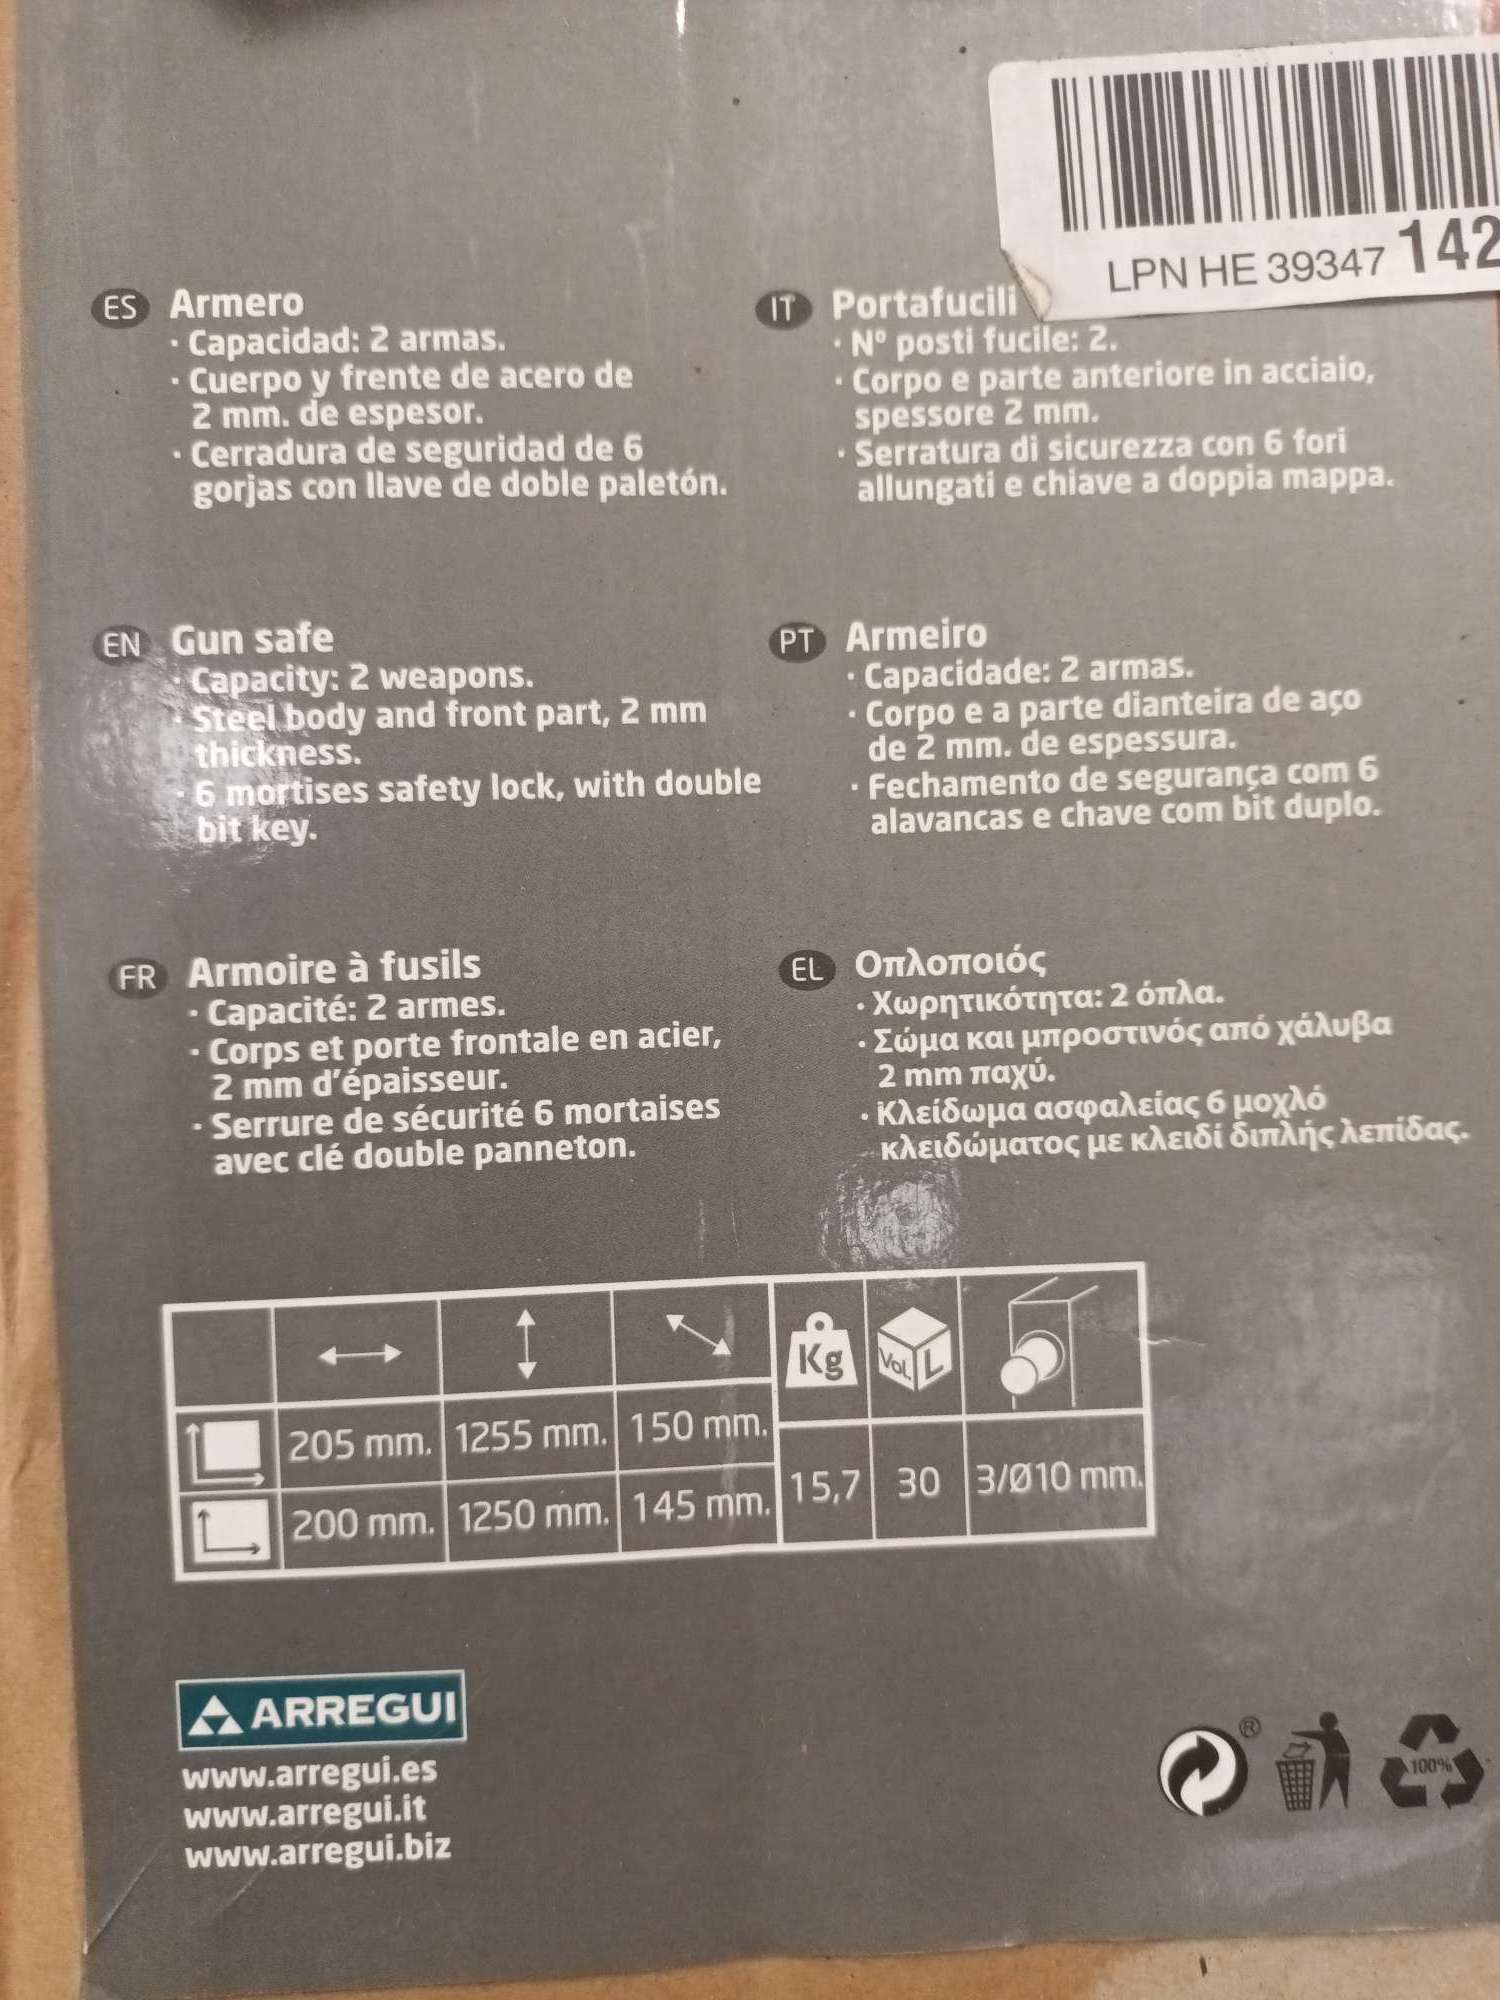 LPN HE 39347 142
ES Armero
· Capacidad: 2 armas.
· Cuerpo y frente de acero de
2 mm. de espesor.
· Cerradura de seguridad de 6
gorjas con llave de doble paletón.
IT Portafucili
· Nº posti fucile: 2.
· Corpo e parte anteriore in acciaio,
spessore 2 mm.
· Serratura di sicurezza con 6 fori
allungati e chiave a doppia mappa.
EN Gun safe
· Capacity: 2 weapons.
· Steel body and front part, 2 mm
thickness.
· 6 mortises safety lock, with double
bit key.
PT Armeiro
· Capacidade: 2 armas.
· Corpo e a parte dianteira de aço
de 2 mm. de espessura.
· Fechamento de segurança com 6
alavancas e chave com bit duplo.
FR Armoire à fusils
· Capacité: 2 armes.
· Corps et porte frontale en acier,
2 mm d'épaisseur.
· Serrure de sécurité 6 mortaises
avec clé double panneton.
EL Οπλοποιός
· Χωρητικότητα: 2 όπλα.
· Σώμα και μπροστινός από χάλυβα
2 mm παχύ.
· Κλείδωμα ασφαλείας 6 μοχλό
κλειδώματος με κλειδί διπλής λεπίδας.
Kg Vol. L
205 mm. 1255 mm. 150 mm.
15,7 30 3/Ø10 mm.
200 mm. 1250 mm. 145 mm.
ARREGUI
www.arregui.es
www.arregui.it
www.arregui.biz
® 100%